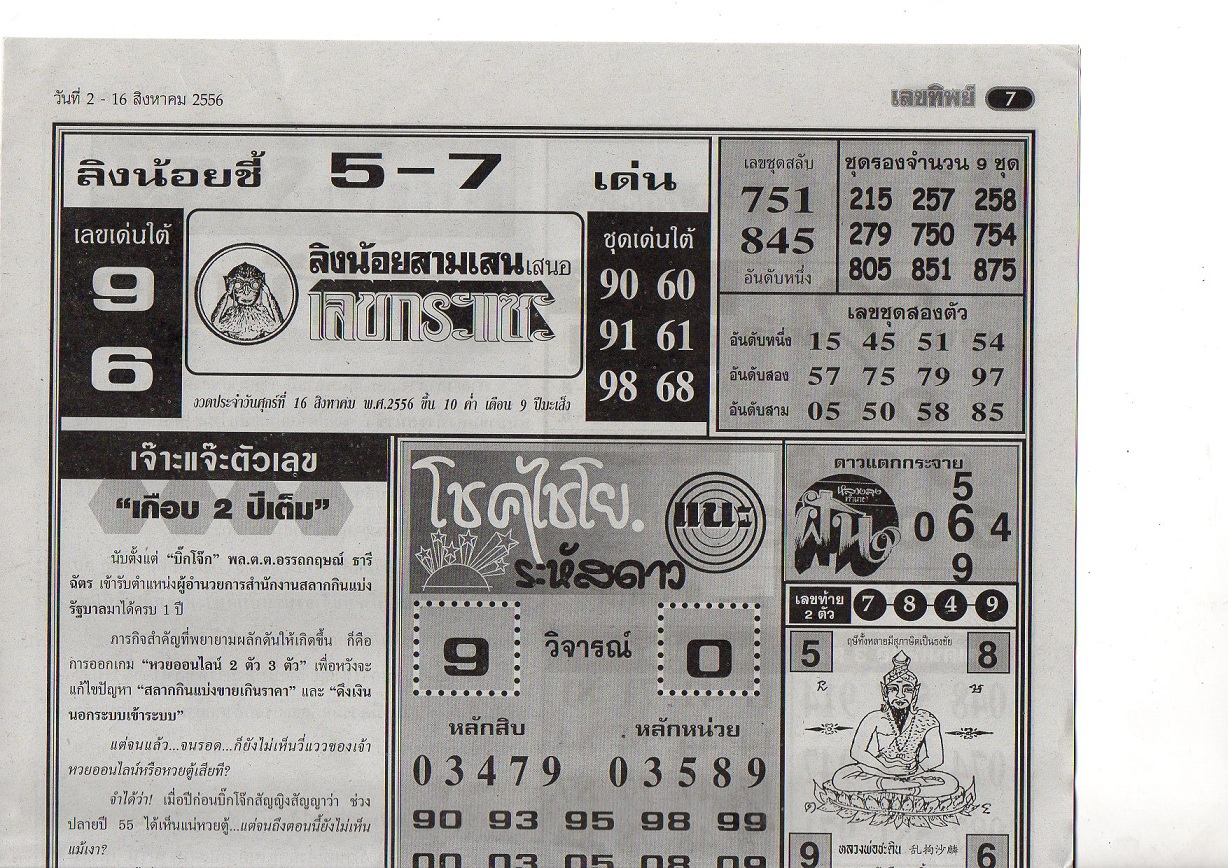 วันที่ 2 - 16 สิงหาคม 2556
เลขทิพย์ 7
ลิงน้อยชี้ 5 - 7 เด่น
เลขเด่นใต้
9
6
ลิงน้อยสามเสนเสนอ
เลขกระแซะ
งวดประจำวันศุกร์ที่ 16 สิงหาคม พ.ศ.2556 ขึ้น 10 ค่ำ เดือน 9 ปีมะเส็ง
ชุดเด่นใต้
90 60
91 61
98 68
เลขชุดสลับ
751
845
อันดับหนึ่ง
ชุดรองจำนวน 9 ชุด
215 257 258
279 750 754
805 851 875
เลขชุดสองตัว
อันดับหนึ่ง 15 45 51 54
อันดับสอง 57 75 79 97
อันดับสาม 05 50 58 85
เจ๊าะแจ๊ะตัวเลข
“เกือบ 2 ปีเต็ม”
นับตั้งแต่ “บิ๊กโจ๊ก” พล.ต.ต.อรรถกฤษณ์ ธารี
ฉัตร เข้ารับตำแหน่งผู้อำนวยการสำนักงานสลากกินแบ่ง
รัฐบาลมาได้ครบ 1 ปี
ภารกิจสำคัญที่พยายามผลักดันให้เกิดขึ้น ก็คือ
การออกเกม “หวยออนไลน์ 2 ตัว 3 ตัว” เพื่อหวังจะ
แก้ไขปัญหา “สลากกินแบ่งขายเกินราคา” และ “ดึงเงิน
นอกระบบเข้าระบบ”
แต่จนแล้ว...จนรอด...ก็ยังไม่เห็นวี่แววของเจ้า
หวยออนไลน์หรือหวยตู้เสียที?
จำได้ว่า! เมื่อปีก่อนบิ๊กโจ๊กสัญญิงสัญญาว่า ช่วง
ปลายปี 55 ได้เห็นแน่หวยตู้...แต่จนถึงตอนนี้ยังไม่เห็น
แม้เงา?
โชคไชโย. แนะ
ระหัสดาว
9 วิจารณ์ 0
หลักสิบ หลักหน่วย
03479 03589
90 93 95 98 99
00 03 05 08 09
ดาวแตกกระจาย
5
0 6 4
9
เลขท้าย
2 ตัว
7 8 4 9
5 ฤษีทั้งหลายมีสุภาษิตเป็นธงชัย 8
9 6